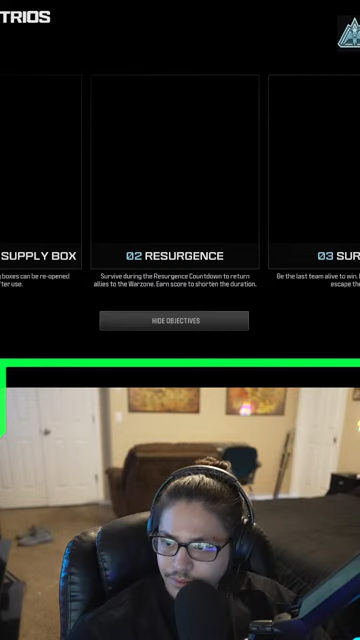 TRIOS
SUPPLY BOX
02 RESURGENCE
03 SUR
boxes can be re-opened
fter use.
Survive during the Resurgence Countdown to return
allies to the Warzone. Earn score to shorten the duration.
Be the last team alive to win.
escape the
HIDE OBJECTIVES